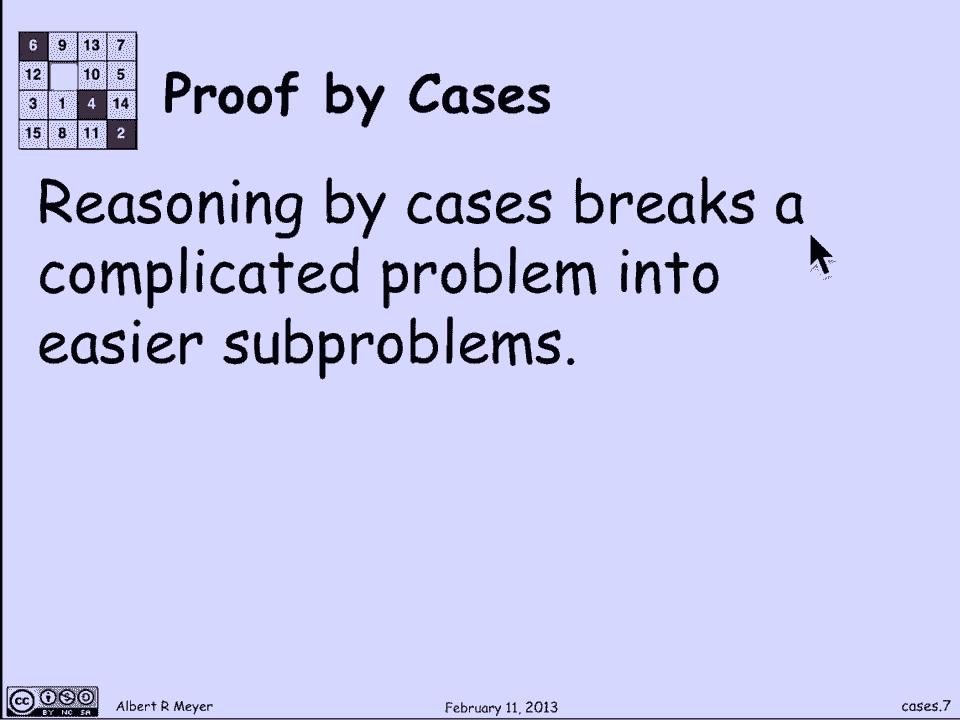 6 9 13 7
12 10 5
3 1 4 14
15 8 11 2
Proof by Cases
Reasoning by cases breaks a
complicated problem into
easier subproblems.
cc BY NC SA
Albert R Meyer February 11, 2013 cases.7